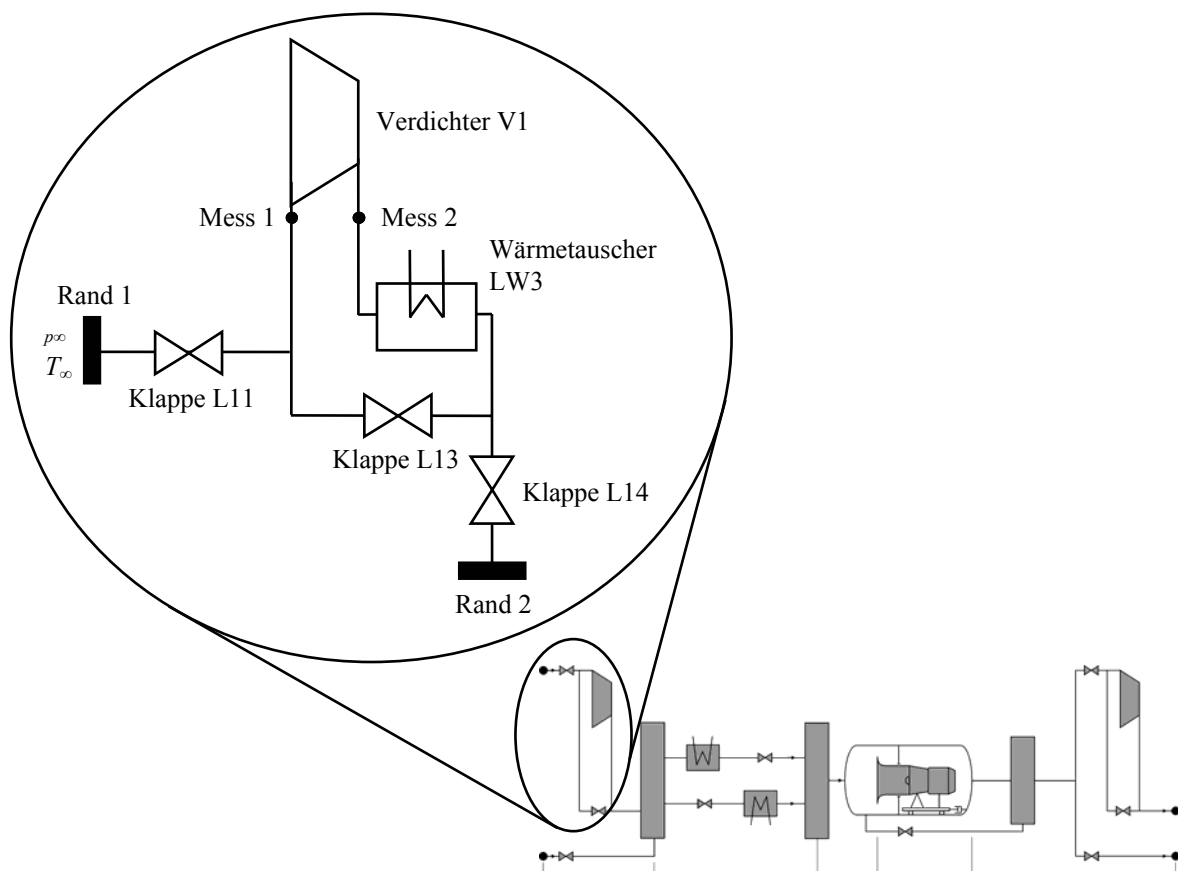 Verdichter V1
Mess 1
Mess 2
Wärmetauscher
LW3
Rand 1
p∞
T∞
Klappe L11
Klappe L13
Klappe L14
Rand 2